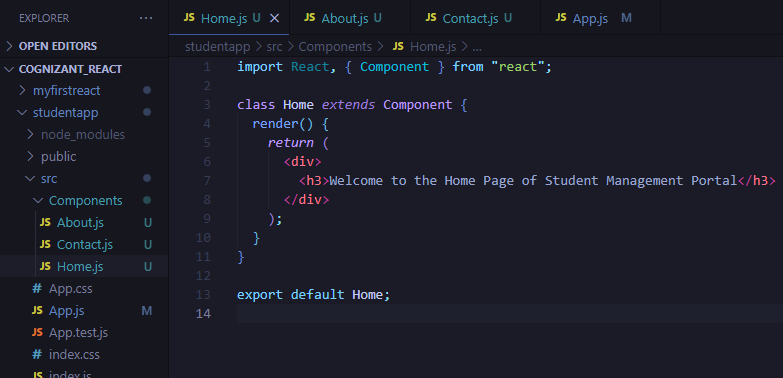 EXPLORER ...
OPEN EDITORS
COGNIZANT_REACT
myfirstreact
studentapp
node_modules
public
src
Components
JS About.js U
JS Contact.js U
JS Home.js U
# App.css
JS App.js M
JS App.test.js
# index.css
JS index.js
JS Home.js U × JS About.js U JS Contact.js U JS App.js M
studentapp > src > Components > JS Home.js > ...
1 import React, { Component } from "react";
2
3 class Home extends Component {
4 render() {
5 return (
6 <div>
7 <h3>Welcome to the Home Page of Student Management Portal</h3>
8 </div>
9 );
10 }
11 }
12
13 export default Home;
14